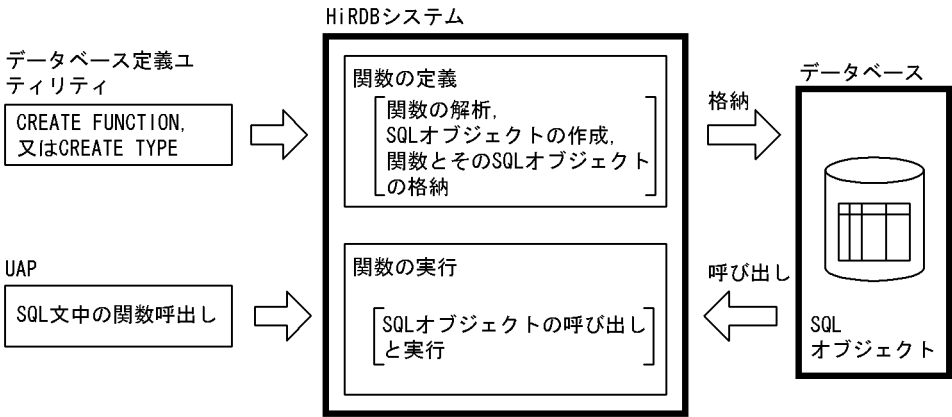 HiRDBシステム
データベース定義ユ
ティリティ
CREATE FUNCTION,
又はCREATE TYPE
関数の定義
関数の解析,
SQLオブジェクトの作成,
関数とそのSQLオブジェクト
の格納
格納
データベース
UAP
SQL文中の関数呼出し
関数の実行
SQLオブジェクトの呼び出し
と実行
呼び出し
SQL
オブジェクト